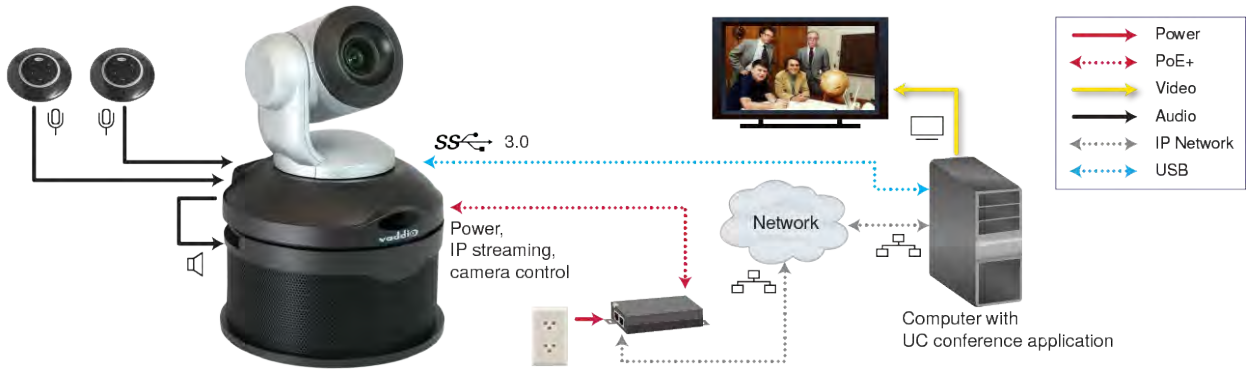 Power
PoE+
Video
Audio
IP Network
USB
SS 3.0
Network
vaddio
Power,
IP streaming,
camera control
Computer with
UC conference application